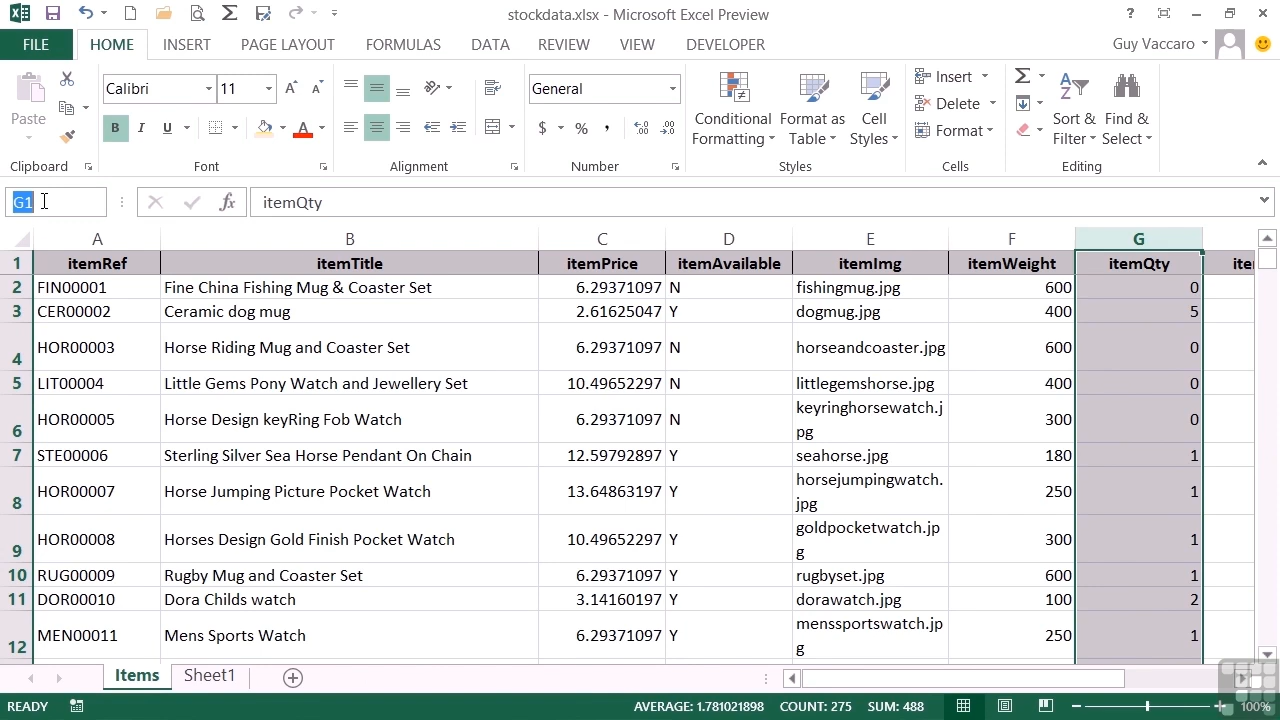 stockdata.xlsx - Microsoft Excel Preview
FILE HOME INSERT PAGE LAYOUT FORMULAS DATA REVIEW VIEW DEVELOPER Guy Vaccaro
Paste
Calibri 11
B I U
General
$ % ,
Conditional Formatting
Format as Table
Cell Styles
Insert
Delete
Format
Sort & Filter
Find & Select
Clipboard Font Alignment Number Styles Cells Editing
G1 fx itemQty
A B C D E F G
1 itemRef itemTitle itemPrice itemAvailable itemImg itemWeight itemQty
2 FIN00001 Fine China Fishing Mug & Coaster Set 6.29371097 N fishingmug.jpg 600 0
3 CER00002 Ceramic dog mug 2.61625047 Y dogmug.jpg 400 5
4 HOR00003 Horse Riding Mug and Coaster Set 6.29371097 N horseandcoaster.jpg 600 0
5 LIT00004 Little Gems Pony Watch and Jewellery Set 10.49652297 N littlegemshorse.jpg 400 0
6 HOR00005 Horse Design keyRing Fob Watch 6.29371097 N keyringhorsewatch.jpg 300 0
7 STE00006 Sterling Silver Sea Horse Pendant On Chain 12.59792897 Y seahorse.jpg 180 1
8 HOR00007 Horse Jumping Picture Pocket Watch 13.64863197 Y horsejumpingwatch.jpg 250 1
9 HOR00008 Horses Design Gold Finish Pocket Watch 10.49652297 Y goldpocketwatch.jpg 300 1
10 RUG00009 Rugby Mug and Coaster Set 6.29371097 Y rugbyset.jpg 600 1
11 DOR00010 Dora Childs watch 3.14160197 Y dorawatch.jpg 100 2
12 MEN00011 Mens Sports Watch 6.29371097 Y menssportswatch.jpg 250 1
Items Sheet1
READY AVERAGE: 1.781021898 COUNT: 275 SUM: 488 100%